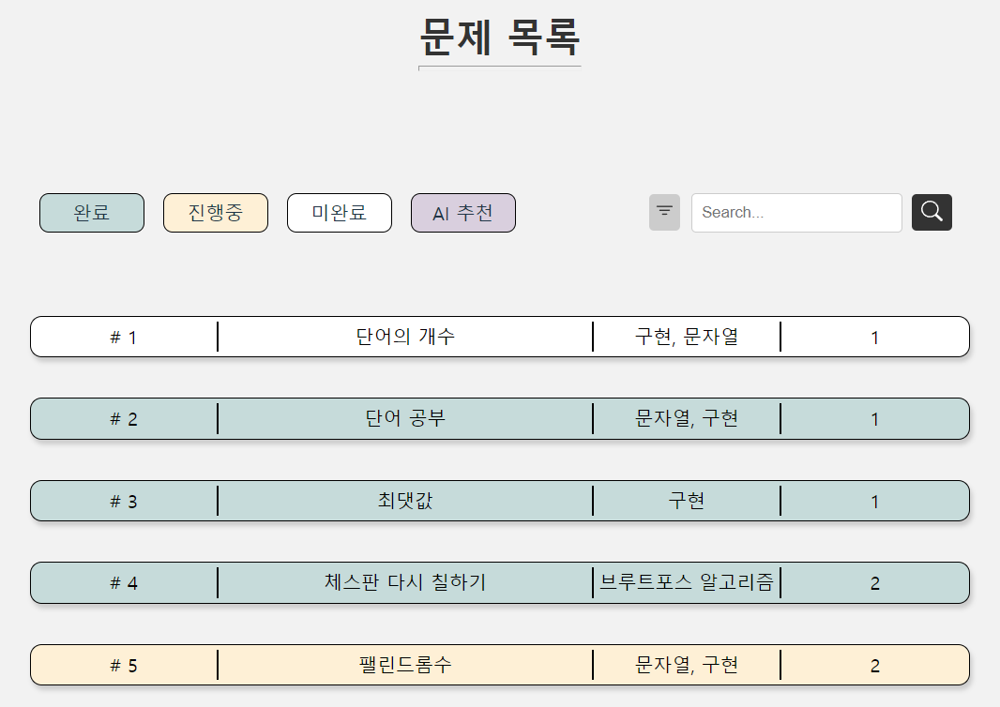 문제 목록
완료 진행중 미완료 AI 추천 Search...
# 1 단어의 개수 구현, 문자열 1
# 2 단어 공부 문자열, 구현 1
# 3 최댓값 구현 1
# 4 체스판 다시 칠하기 브루트포스 알고리즘 2
# 5 팰린드롬수 문자열, 구현 2